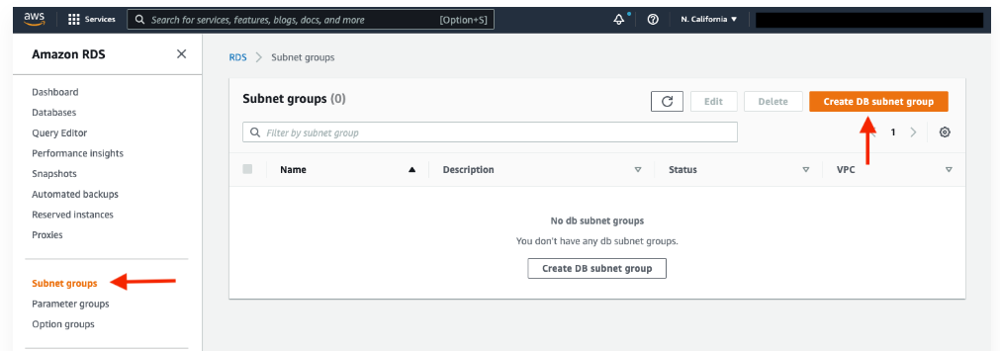 aws Services Search for services, features, blogs, docs, and more [Option+S] N. California ▼
Amazon RDS
Dashboard
Databases
Query Editor
Performance insights
Snapshots
Automated backups
Reserved instances
Proxies
Subnet groups
Parameter groups
Option groups
RDS > Subnet groups
Subnet groups (0)
Edit Delete Create DB subnet group
Filter by subnet group
1
Name Description Status VPC
No db subnet groups
You don't have any db subnet groups.
Create DB subnet group